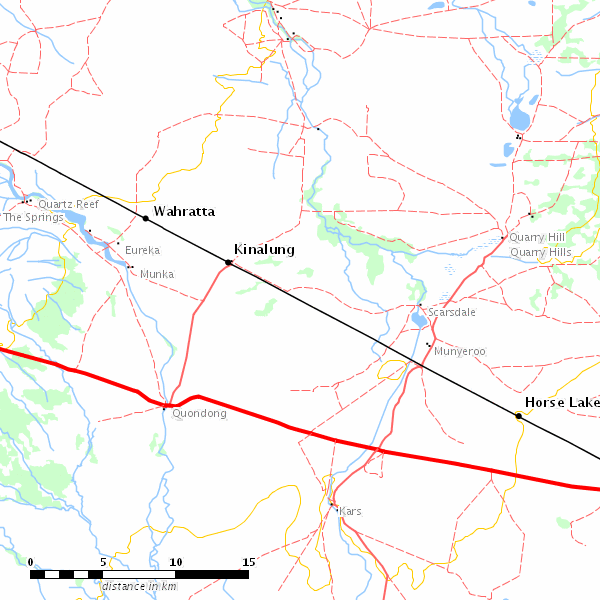 Quartz Reef
The Springs
Wahratta
Eureka
Kinalung
Munka
Quarry Hill
Quarry Hills
Scarsdale
Munyeroo
Horse Lake
Quondong
Kars
0 5 10 15
distance in km